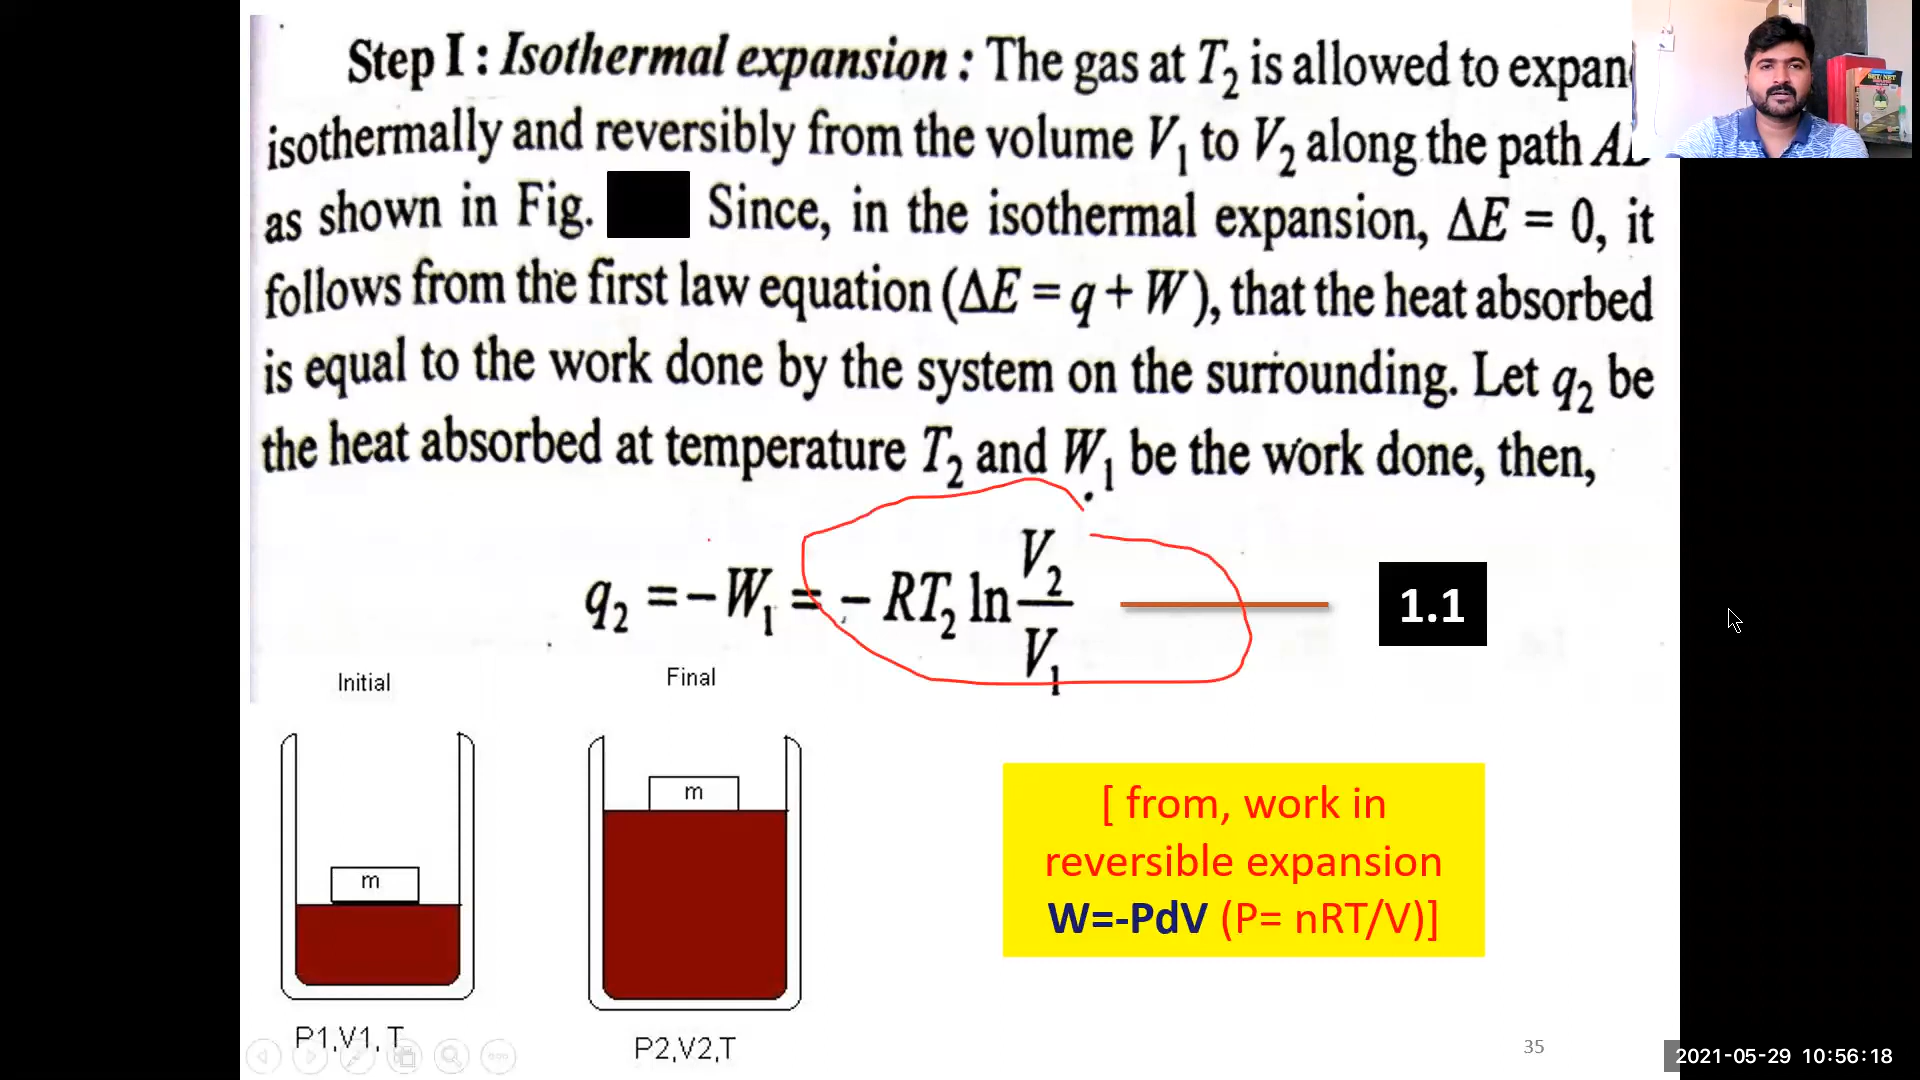 Step I : Isothermal expansion : The gas at T₂ is allowed to expan
isothermally and reversibly from the volume V₁ to V₂ along the path A
as shown in Fig. Since, in the isothermal expansion, ΔE = 0, it
follows from the first law equation (ΔE = q + W), that the heat absorbed
is equal to the work done by the system on the surrounding. Let q₂ be
the heat absorbed at temperature T₂ and W₁ be the work done, then,
q₂ = – W₁ = – RT₂ ln V₂/V₁
1.1
Initial
Final
m
m
P1,V1, T
P2,V2,T
[ from, work in
reversible expansion
W=-PdV (P= nRT/V)]
35
2021-05-29 10:56:18